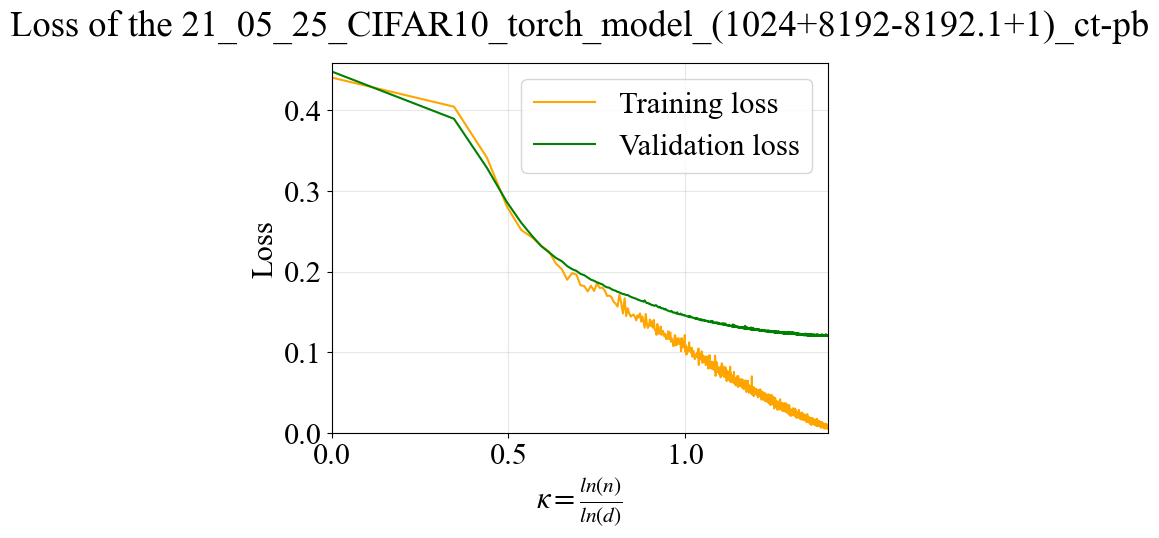 Loss of the 21_05_25_CIFAR10_torch_model_(1024+8192-8192.1+1)_ct-pb
Training loss
Validation loss
Loss
0.4
0.3
0.2
0.1
0.0
0.0 0.5 1.0
κ = ln(n) / ln(d)